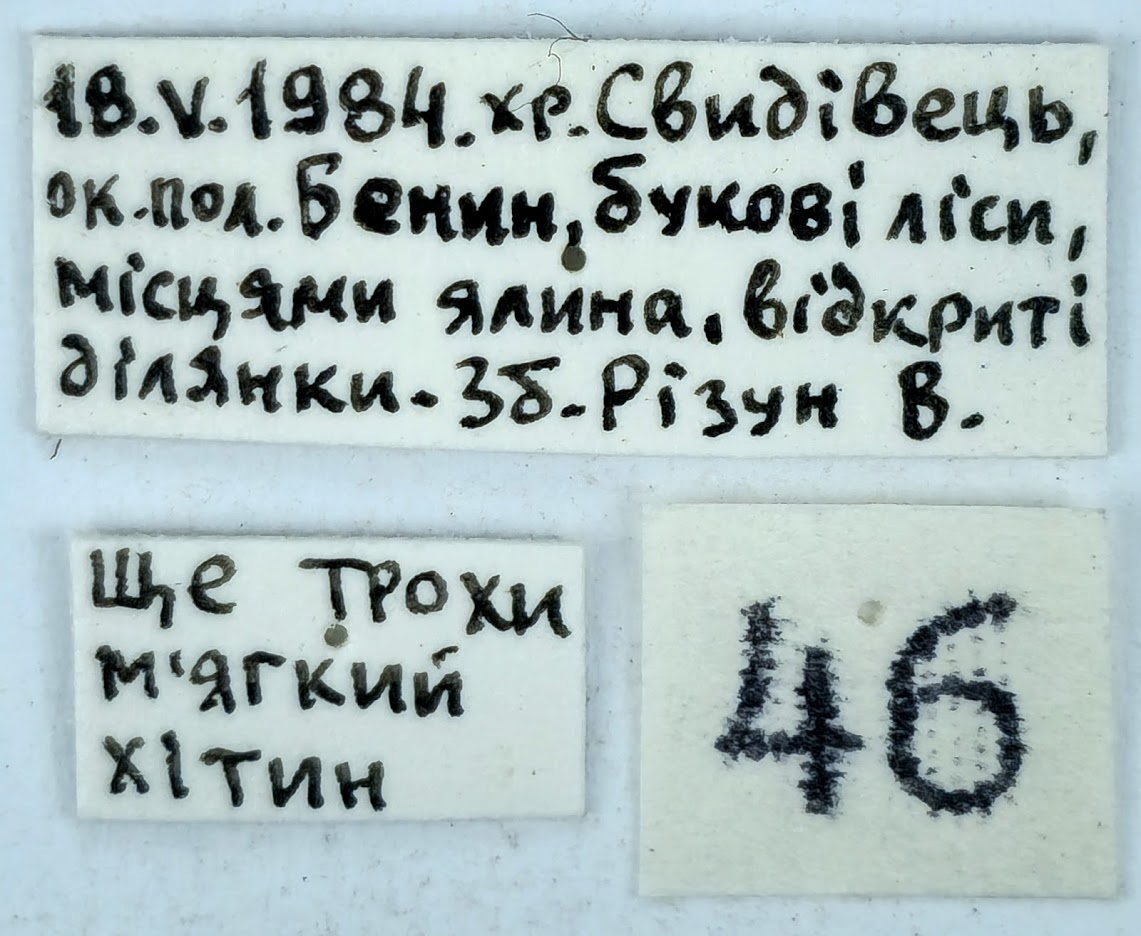 18.V.1984. хр. Свидівець,
ок. пол. Бенин, букові ліси,
місцями ялина, відкриті
ділянки. Зб. Різун В.
Ще трохи
м'ягкий
хітин
46